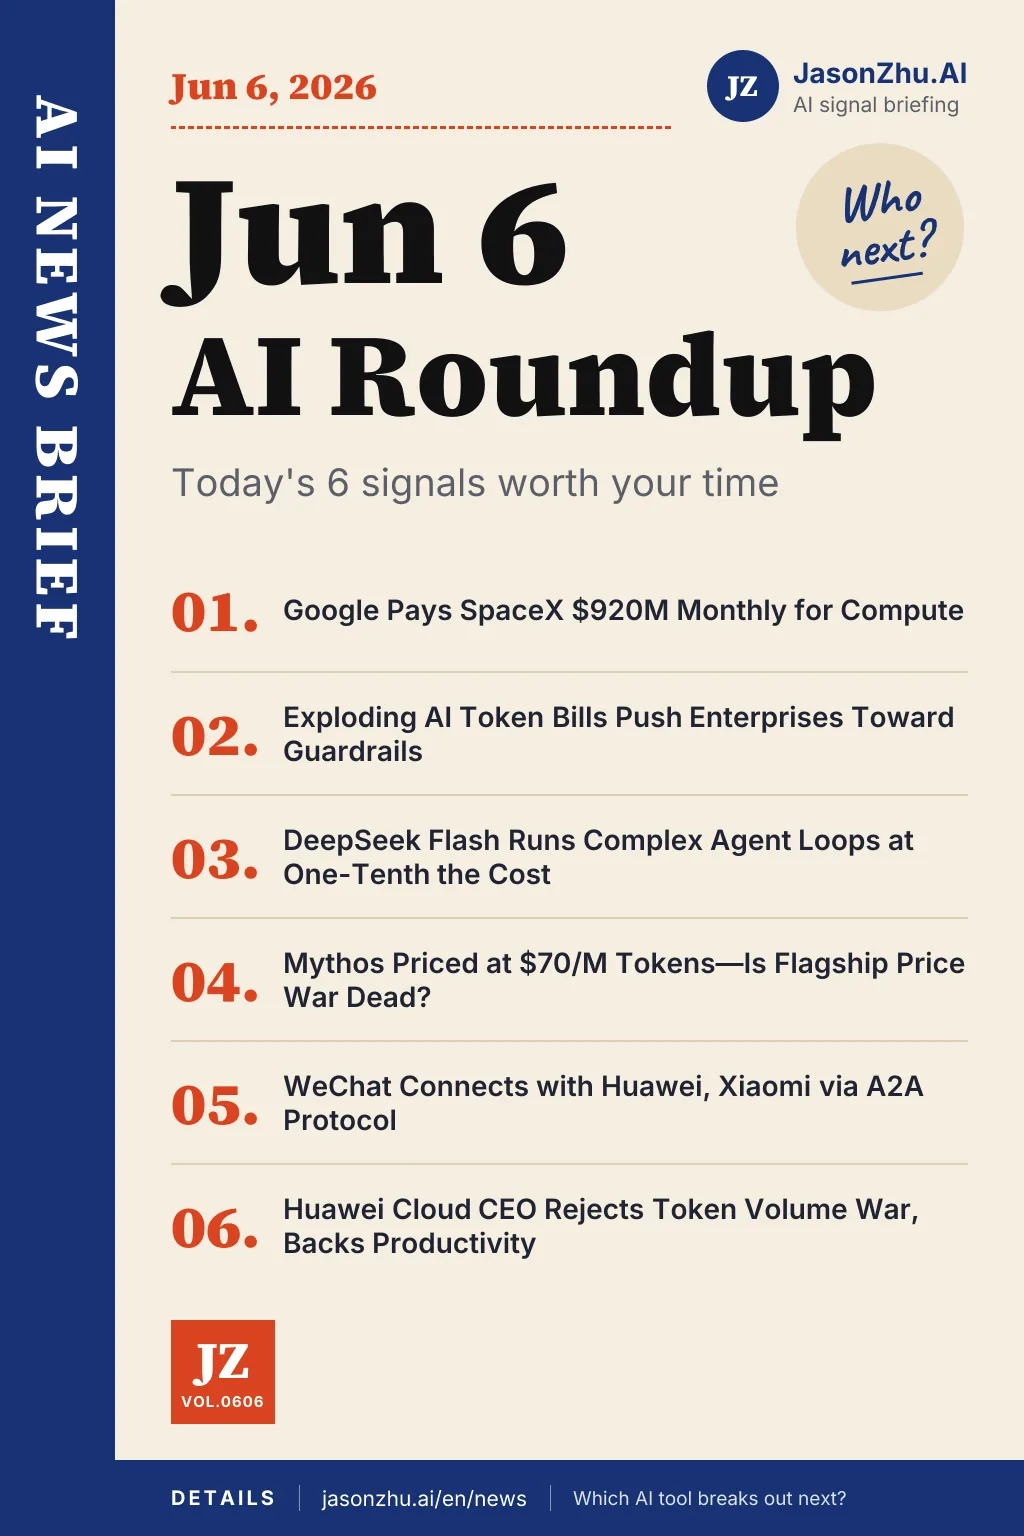 AI NEWS BRIEF
Jun 6, 2026
JZ
JasonZhu.AI
AI signal briefing
Who
next?
Jun 6
AI Roundup
Today's 6 signals worth your time
01. Google Pays SpaceX $920M Monthly for Compute
02. Exploding AI Token Bills Push Enterprises Toward
Guardrails
03. DeepSeek Flash Runs Complex Agent Loops at
One-Tenth the Cost
04. Mythos Priced at $70/M Tokens—Is Flagship Price
War Dead?
05. WeChat Connects with Huawei, Xiaomi via A2A
Protocol
06. Huawei Cloud CEO Rejects Token Volume War,
Backs Productivity
JZ
VOL.0606
DETAILS jasonzhu.ai/en/news Which AI tool breaks out next?